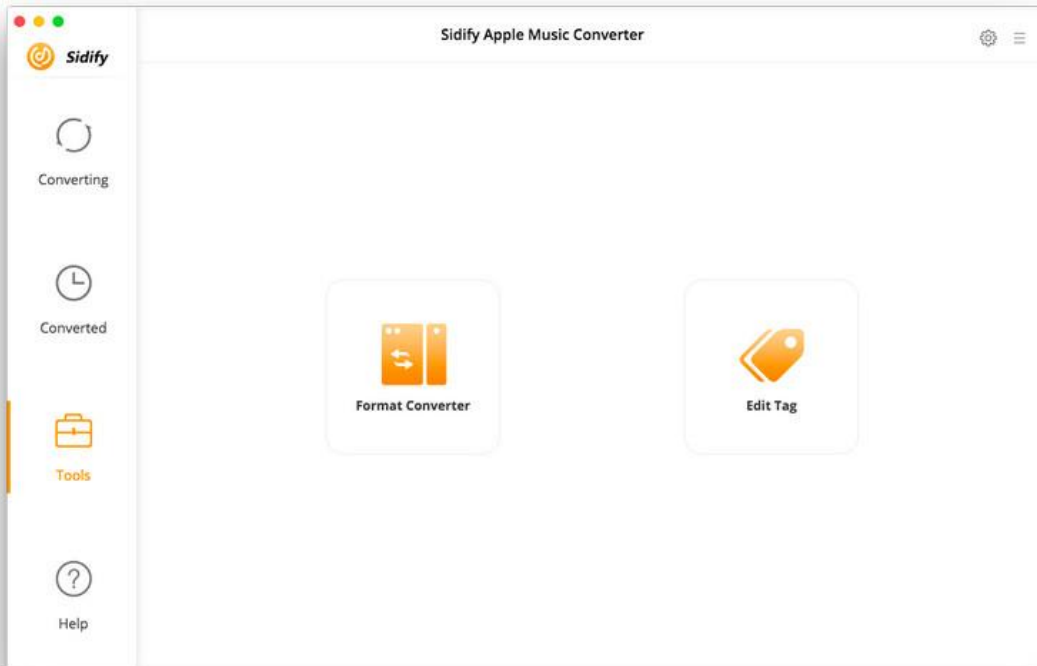 Sidify Apple Music Converter
Sidify
Converting
Converted
Tools
Help
Format Converter
Edit Tag